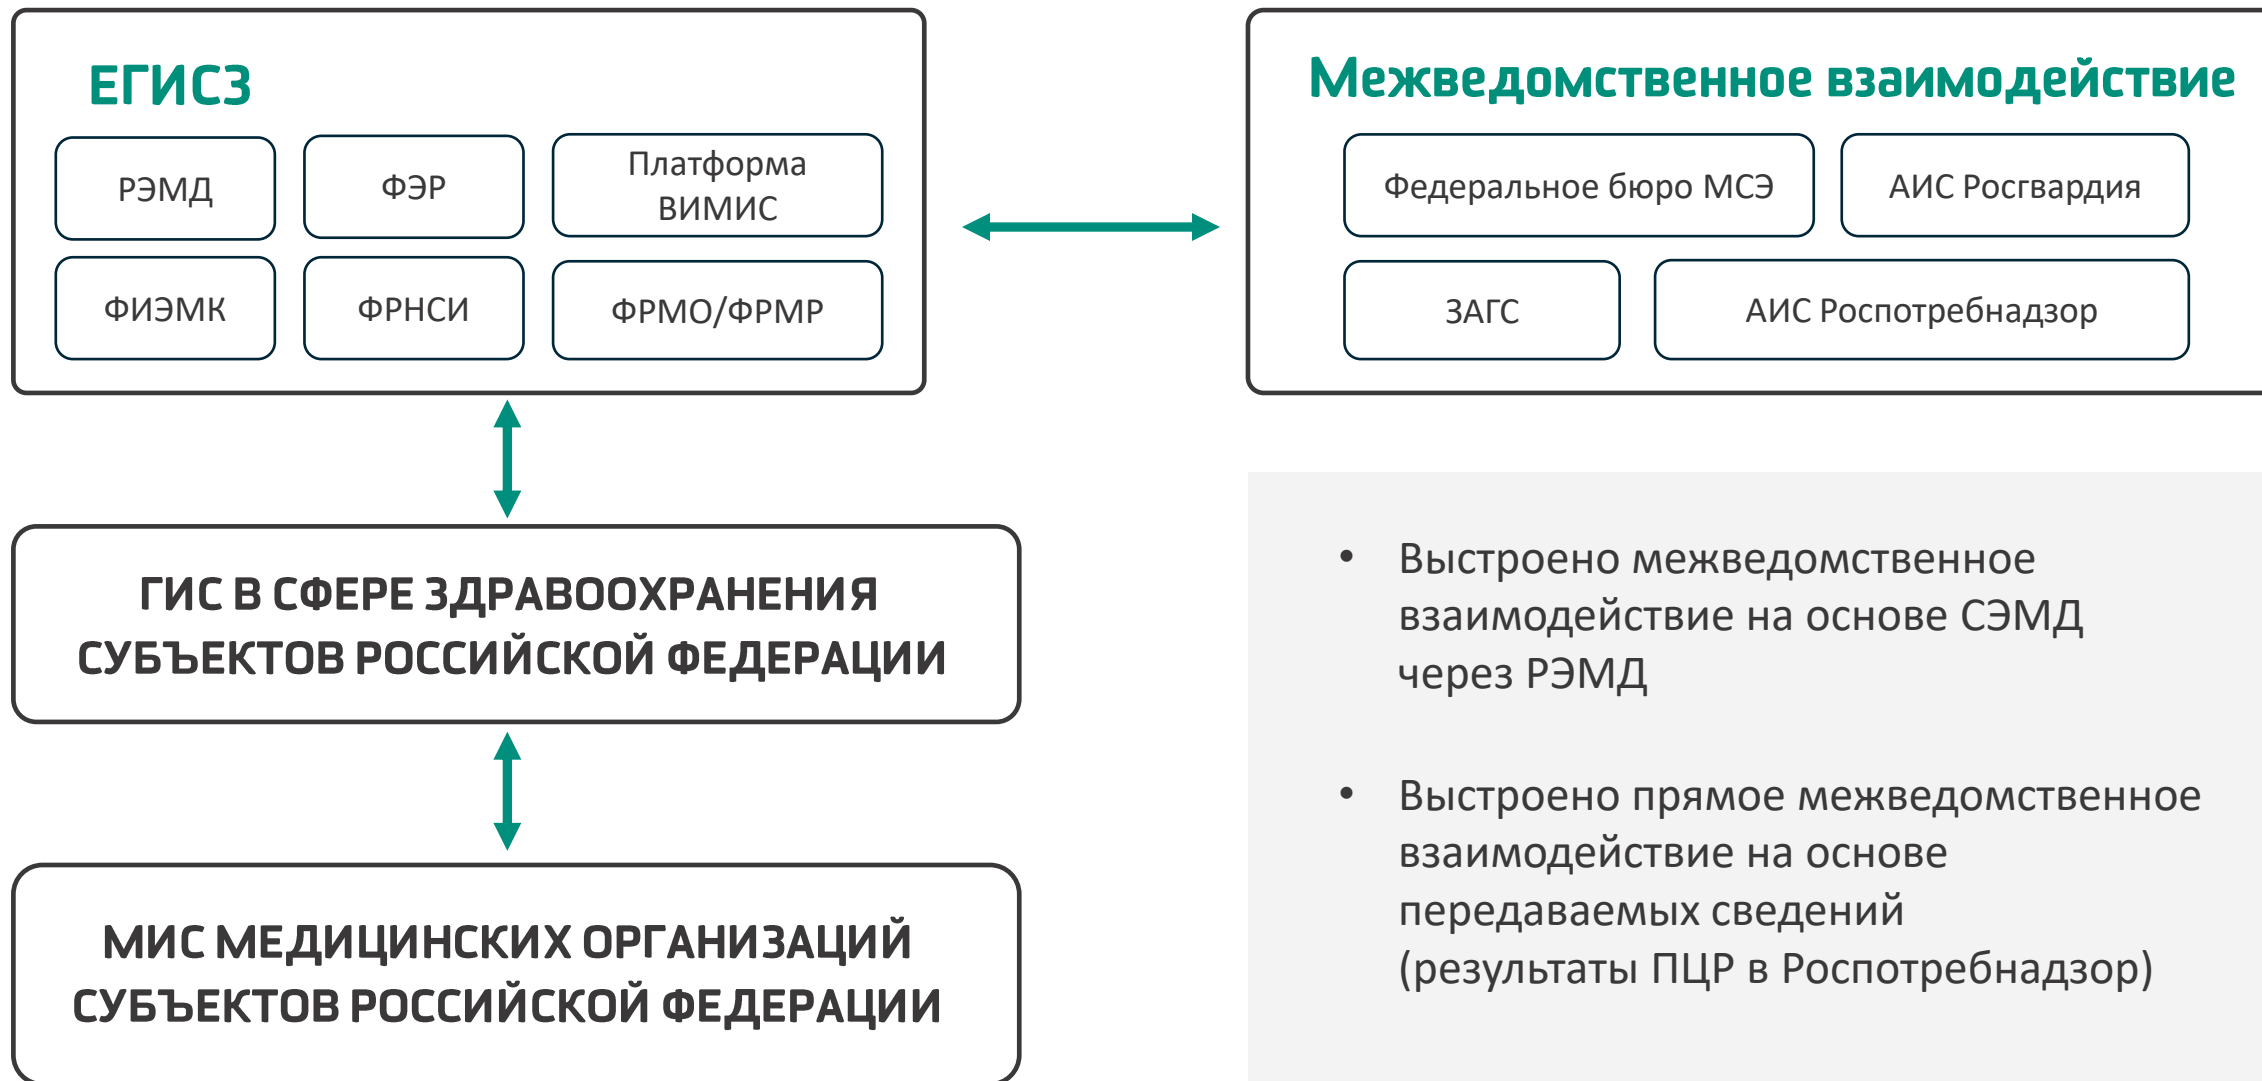 ЕГИСЗ
РЭМД
ФЭР
Платформа
ВИМИС
ФИЭМК
ФРНСИ
ФРМО/ФРМР
Межведомственное взаимодействие
Федеральное бюро МСЭ
АИС Росгвардия
ЗАГС
АИС Роспотребнадзор
ГИС В СФЕРЕ ЗДРАВООХРАНЕНИЯ
СУБЪЕКТОВ РОССИЙСКОЙ ФЕДЕРАЦИИ
МИС МЕДИЦИНСКИХ ОРГАНИЗАЦИЙ
СУБЪЕКТОВ РОССИЙСКОЙ ФЕДЕРАЦИИ
• Выстроено межведомственное
взаимодействие на основе СЭМД
через РЭМД
• Выстроено прямое межведомственное
взаимодействие на основе
передаваемых сведений
(результаты ПЦР в Роспотребнадзор)